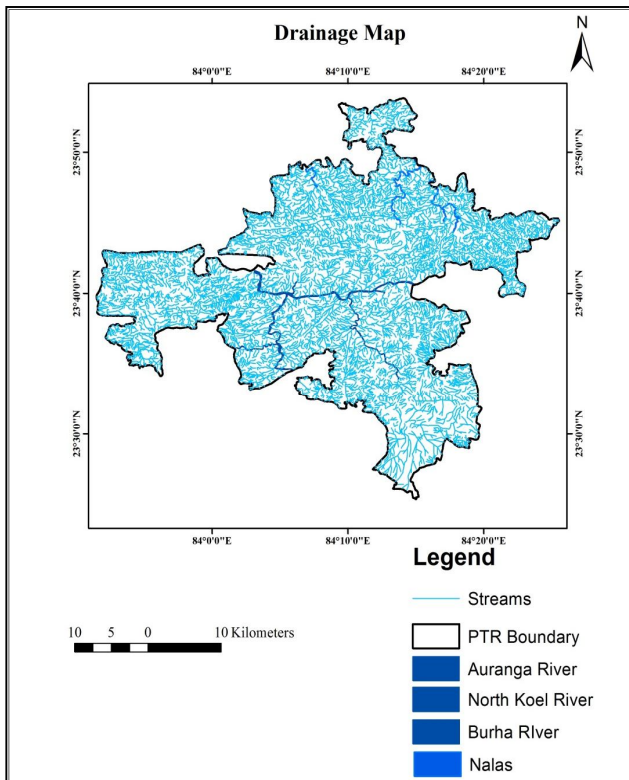 N
Drainage Map
84°0'0"E 84°10'0"E 84°20'0"E
23°50'0"N 23°50'0"N
23°40'0"N 23°40'0"N
23°30'0"N 23°30'0"N
84°0'0"E 84°10'0"E 84°20'0"E
Legend
Streams
10 5 0 10 Kilometers
PTR Boundary
Auranga River
North Koel River
Burha RIver
Nalas